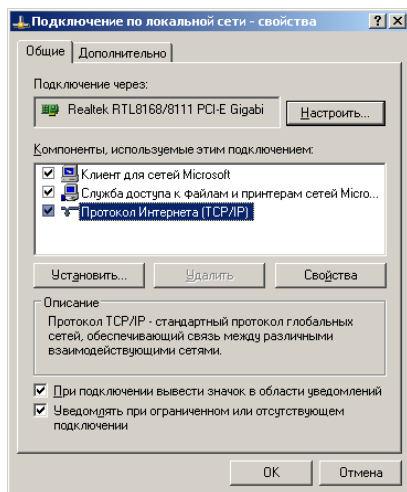 Подключение по локальной сети - свойства
Общие
Дополнительно
Подключение через:
Realtek RTL8168/8111 PCI-E Gigabi
Настроить...
Компоненты, используемые этим подключением:
Клиент для сетей Microsoft
Служба доступа к файлам и принтерам сетей Micro...
Протокол Интернета (TCP/IP)
Установить...
Удалить
Свойства
Описание
Протокол TCP/IP - стандартный протокол глобальных
сетей, обеспечивающий связь между различными
взаимодействующими сетями.
При подключении вывести значок в области уведомлений
Уведомлять при ограниченном или отсутствующем
подключении
OK
Отмена